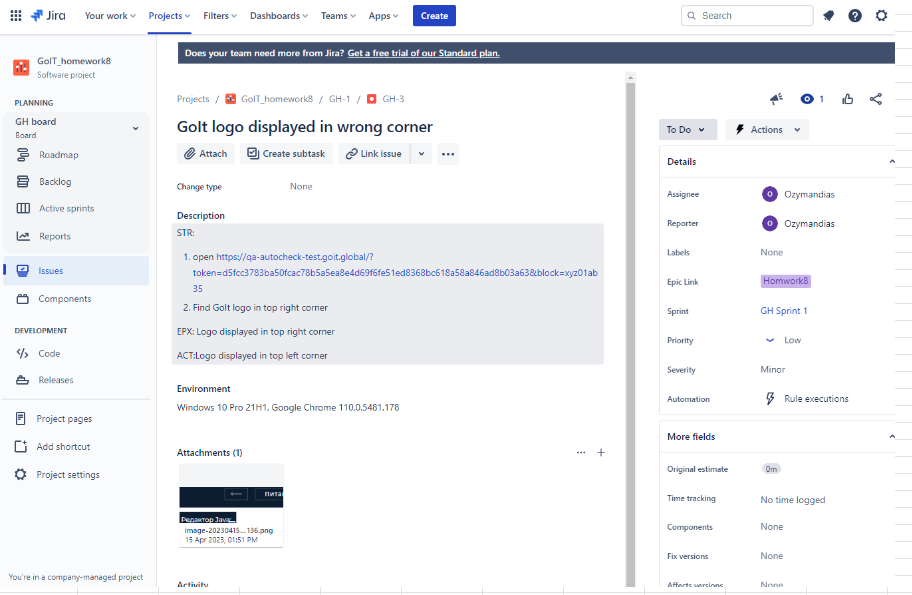 Jira
Your work
Projects
Filters
Dashboards
Teams
Apps
Create
Search
GoIT_homework8
Software project
PLANNING
GH board
Board
Roadmap
Backlog
Active sprints
Reports
Issues
Components
DEVELOPMENT
Code
Releases
Project pages
Add shortcut
Project settings
You're in a company-managed project
Does your team need more from Jira? Get a free trial of our Standard plan.
Projects / GoIT_homework8 / GH-1 / GH-3
GoIt logo displayed in wrong corner
Attach
Create subtask
Link issue
Change type None
Description
STR:
1. open https://qa-autocheck-test.goit.global/?
token=d5fcc3783ba50fcac78b5a5ea8e4d69f6fe51ed8368bc618a58a846ad8b03a63&block=xyz01ab
35
2. Find GoIt logo in top right corner
EPX: Logo displayed in top right corner
ACT:Logo displayed in top left corner
Environment
Windows 10 Pro 21H1. Google Chrome 110.0.5481.178
Attachments (1)
Редактор Java:
image-20230415...136.png
15 Apr 2023, 01:51 PM
Activity
1
To Do
Actions
Details
Assignee O Ozymandias
Reporter O Ozymandias
Labels None
Epic Link Homwork8
Sprint GH Sprint 1
Priority Low
Severity Minor
Automation Rule executions
More fields
Original estimate 0m
Time tracking No time logged
Components None
Fix versions None
Affects versions None